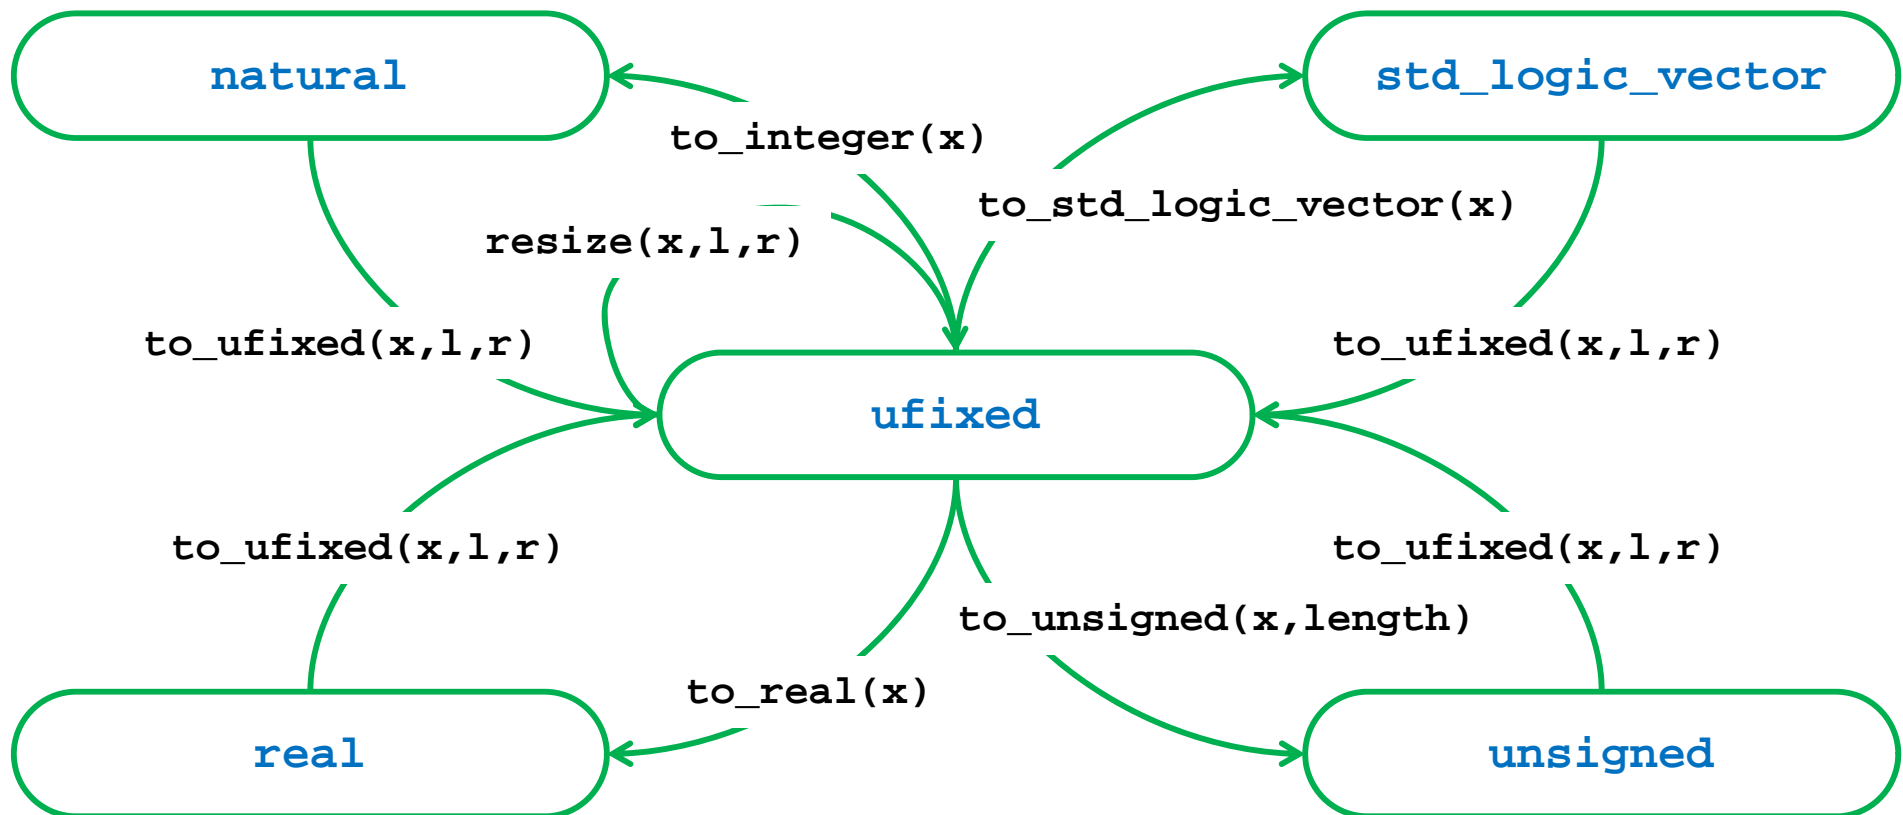 natural
std_logic_vector
to_integer(x)
to_std_logic_vector(x)
resize(x,l,r)
to_ufixed(x,l,r)
to_ufixed(x,l,r)
ufixed
to_ufixed(x,l,r)
to_ufixed(x,l,r)
to_unsigned(x,length)
to_real(x)
real
unsigned